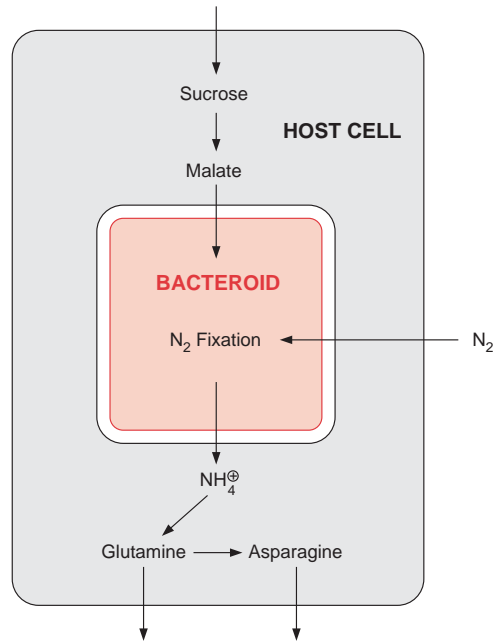 Sucrose
HOST CELL
Malate
BACTEROID
N₂ Fixation
N₂
NH₄⊕
Glutamine
Asparagine